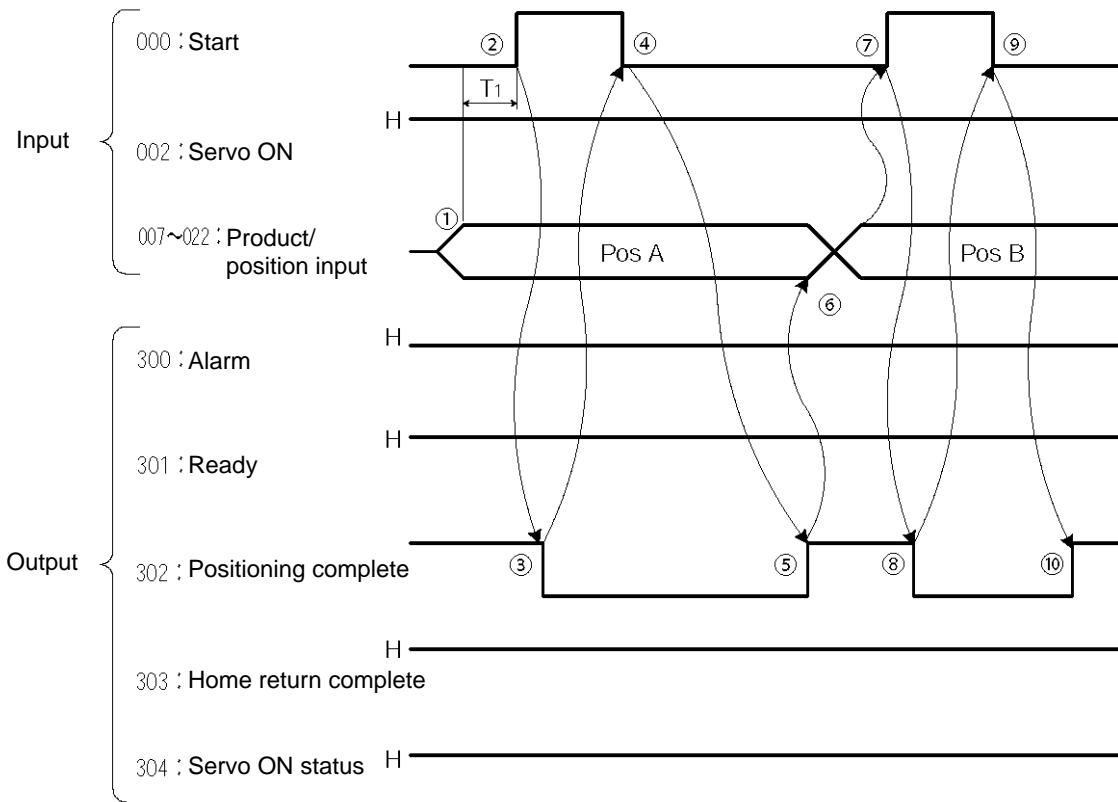 Input
000 : Start
② ④ ⑦ ⑨
T1
H
002 : Servo ON
①
007~022 : Product/
position input
Pos A
Pos B
⑥
Output
H
300 : Alarm
H
301 : Ready
302 : Positioning complete
③ ⑤ ⑧ ⑩
H
303 : Home return complete
304 : Servo ON status
H